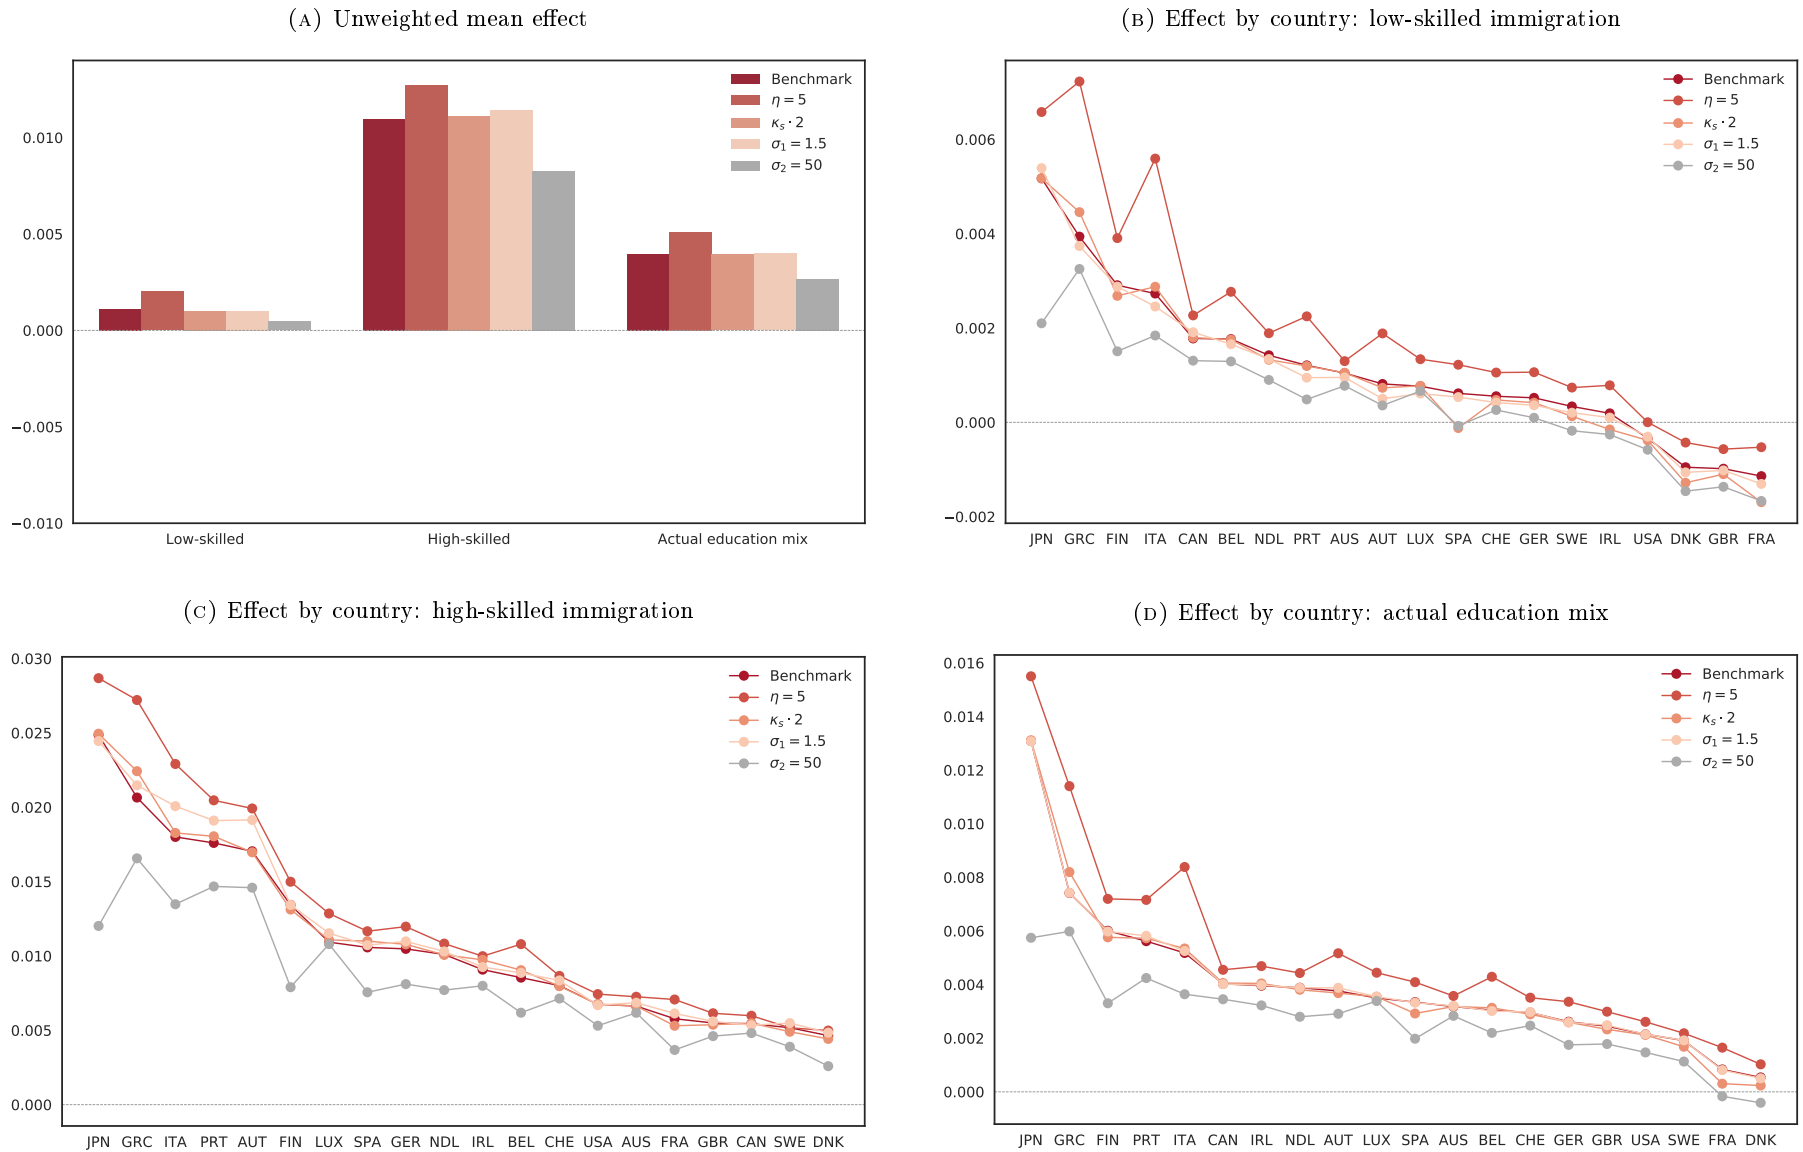 (A) Unweighted mean effect
Benchmark
η = 5
κs · 2
σ1 = 1.5
σ2 = 50
0.010
0.005
0.000
−0.005
−0.010
Low-skilled High-skilled Actual education mix
(B) Effect by country: low-skilled immigration
Benchmark
η = 5
κs · 2
σ1 = 1.5
σ2 = 50
0.006
0.004
0.002
0.000
−0.002
JPN GRC FIN ITA CAN BEL NDL PRT AUS AUT LUX SPA CHE GER SWE IRL USA DNK GBR FRA
(C) Effect by country: high-skilled immigration
Benchmark
η = 5
κs · 2
σ1 = 1.5
σ2 = 50
0.030
0.025
0.020
0.015
0.010
0.005
0.000
JPN GRC ITA PRT AUT FIN LUX SPA GER NDL IRL BEL CHE USA AUS FRA GBR CAN SWE DNK
(D) Effect by country: actual education mix
Benchmark
η = 5
κs · 2
σ1 = 1.5
σ2 = 50
0.016
0.014
0.012
0.010
0.008
0.006
0.004
0.002
0.000
JPN GRC FIN PRT ITA CAN IRL NDL AUT LUX SPA AUS BEL CHE GER GBR USA SWE FRA DNK